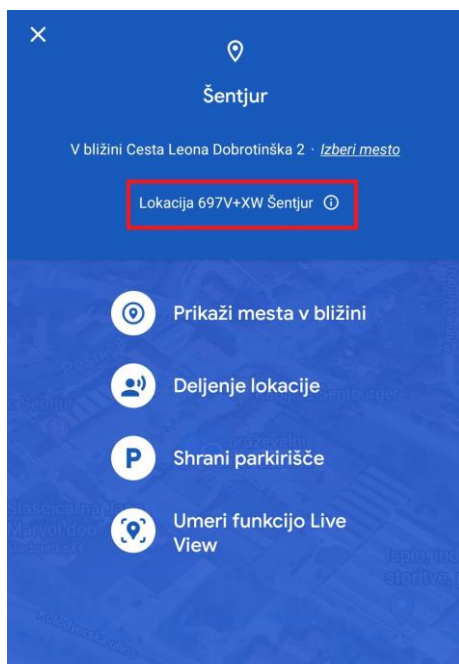 Šentjur
V bližini Cesta Leona Dobrotinška 2 · Izberi mesto
Lokacija 697V+XW Šentjur
Prikaži mesta v bližini
Deljenje lokacije
P
Shrani parkirišče
Umeri funkcijo Live
View